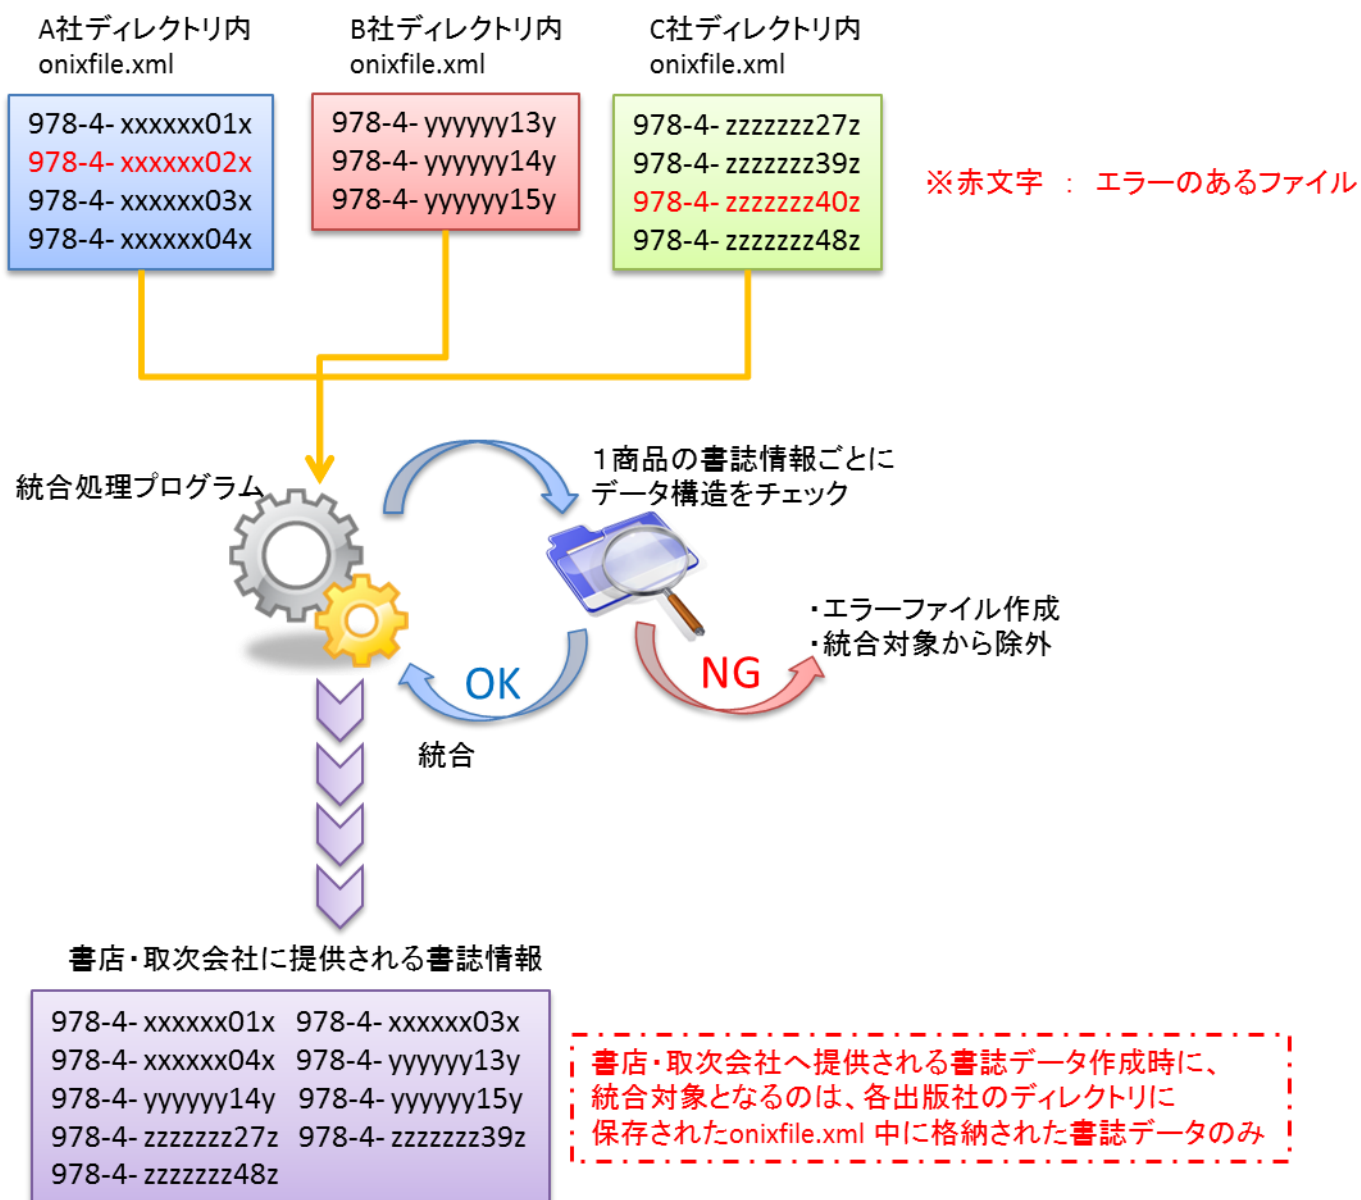 A社ディレクトリ内
onixfile.xml
978-4- xxxxxx01x
978-4- xxxxxx02x
978-4- xxxxxx03x
978-4- xxxxxx04x
B社ディレクトリ内
onixfile.xml
978-4- yyyyyy13y
978-4- yyyyyy14y
978-4- yyyyyy15y
C社ディレクトリ内
onixfile.xml
978-4- zzzzzzz27z
978-4- zzzzzzz39z
978-4- zzzzzzz40z
978-4- zzzzzzz48z
※赤文字 ： エラーのあるファイル
統合処理プログラム
１商品の書誌情報ごとに
データ構造をチェック
・エラーファイル作成
・統合対象から除外
OK
NG
統合
書店・取次会社に提供される書誌情報
978-4- xxxxxx01x 978-4- xxxxxx03x
978-4- xxxxxx04x 978-4- yyyyyy13y
978-4- yyyyyy14y 978-4- yyyyyy15y
978-4- zzzzzzz27z 978-4- zzzzzzz39z
978-4- zzzzzzz48z
書店・取次会社へ提供される書誌データ作成時に、
統合対象となるのは、各出版社のディレクトリに
保存されたonixfile.xml 中に格納された書誌データのみ